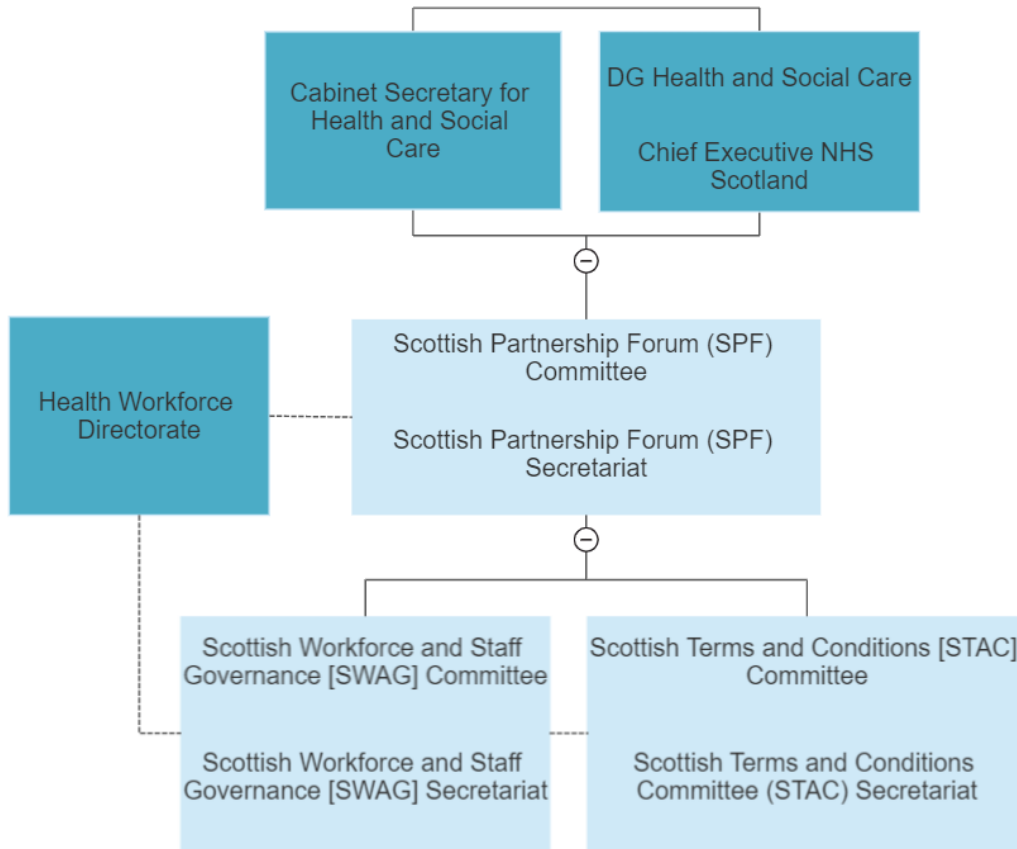 Cabinet Secretary for
Health and Social
Care
DG Health and Social Care
Chief Executive NHS
Scotland
Health Workforce
Directorate
Scottish Partnership Forum (SPF)
Committee
Scottish Partnership Forum (SPF)
Secretariat
Scottish Workforce and Staff
Governance [SWAG] Committee
Scottish Workforce and Staff
Governance [SWAG] Secretariat
Scottish Terms and Conditions [STAC]
Committee
Scottish Terms and Conditions
Committee (STAC) Secretariat